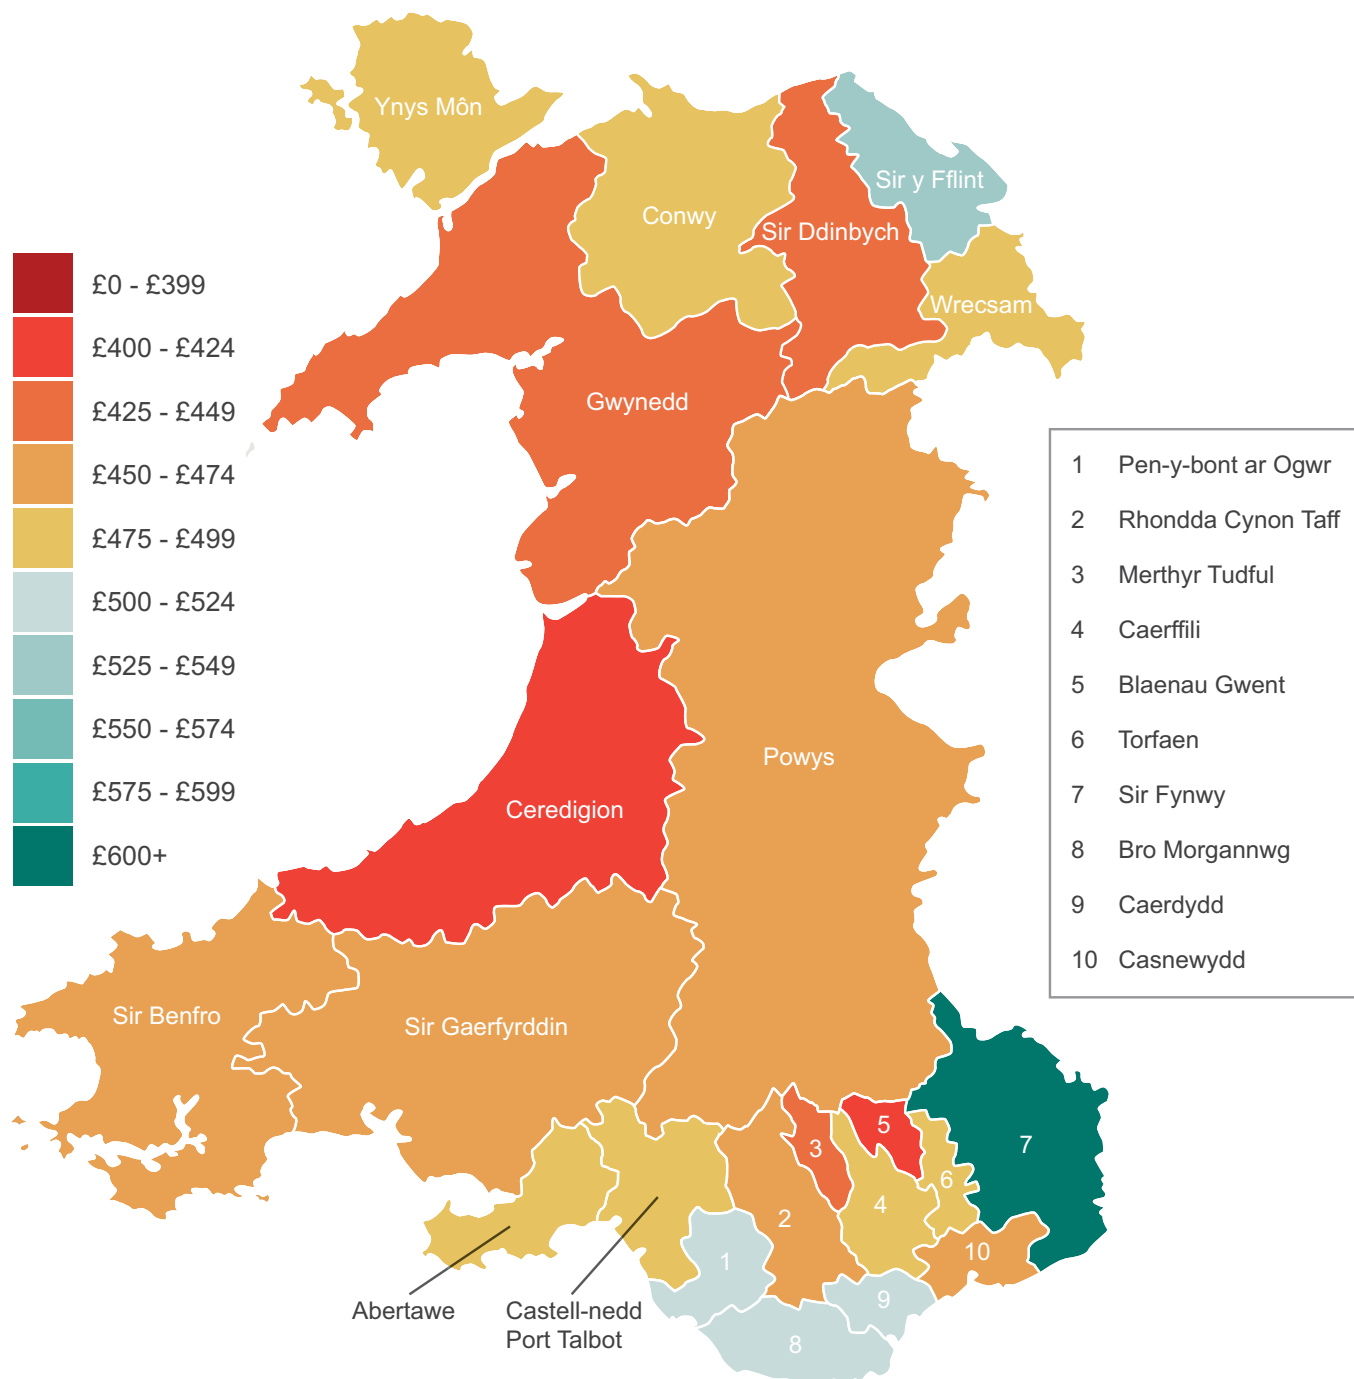 Ynys Môn
Conwy
Sir Ddinbych
Sir y Fflint
Wrecsam
Gwynedd
Powys
Ceredigion
Sir Benfro
Sir Gaerfyrddin
Abertawe
Castell-nedd
Port Talbot
1
2
3
4
5
6
7
8
9
10
£0 - £399
£400 - £424
£425 - £449
£450 - £474
£475 - £499
£500 - £524
£525 - £549
£550 - £574
£575 - £599
£600+
1 Pen-y-bont ar Ogwr
2 Rhondda Cynon Taff
3 Merthyr Tudful
4 Caerffili
5 Blaenau Gwent
6 Torfaen
7 Sir Fynwy
8 Bro Morgannwg
9 Caerdydd
10 Casnewydd